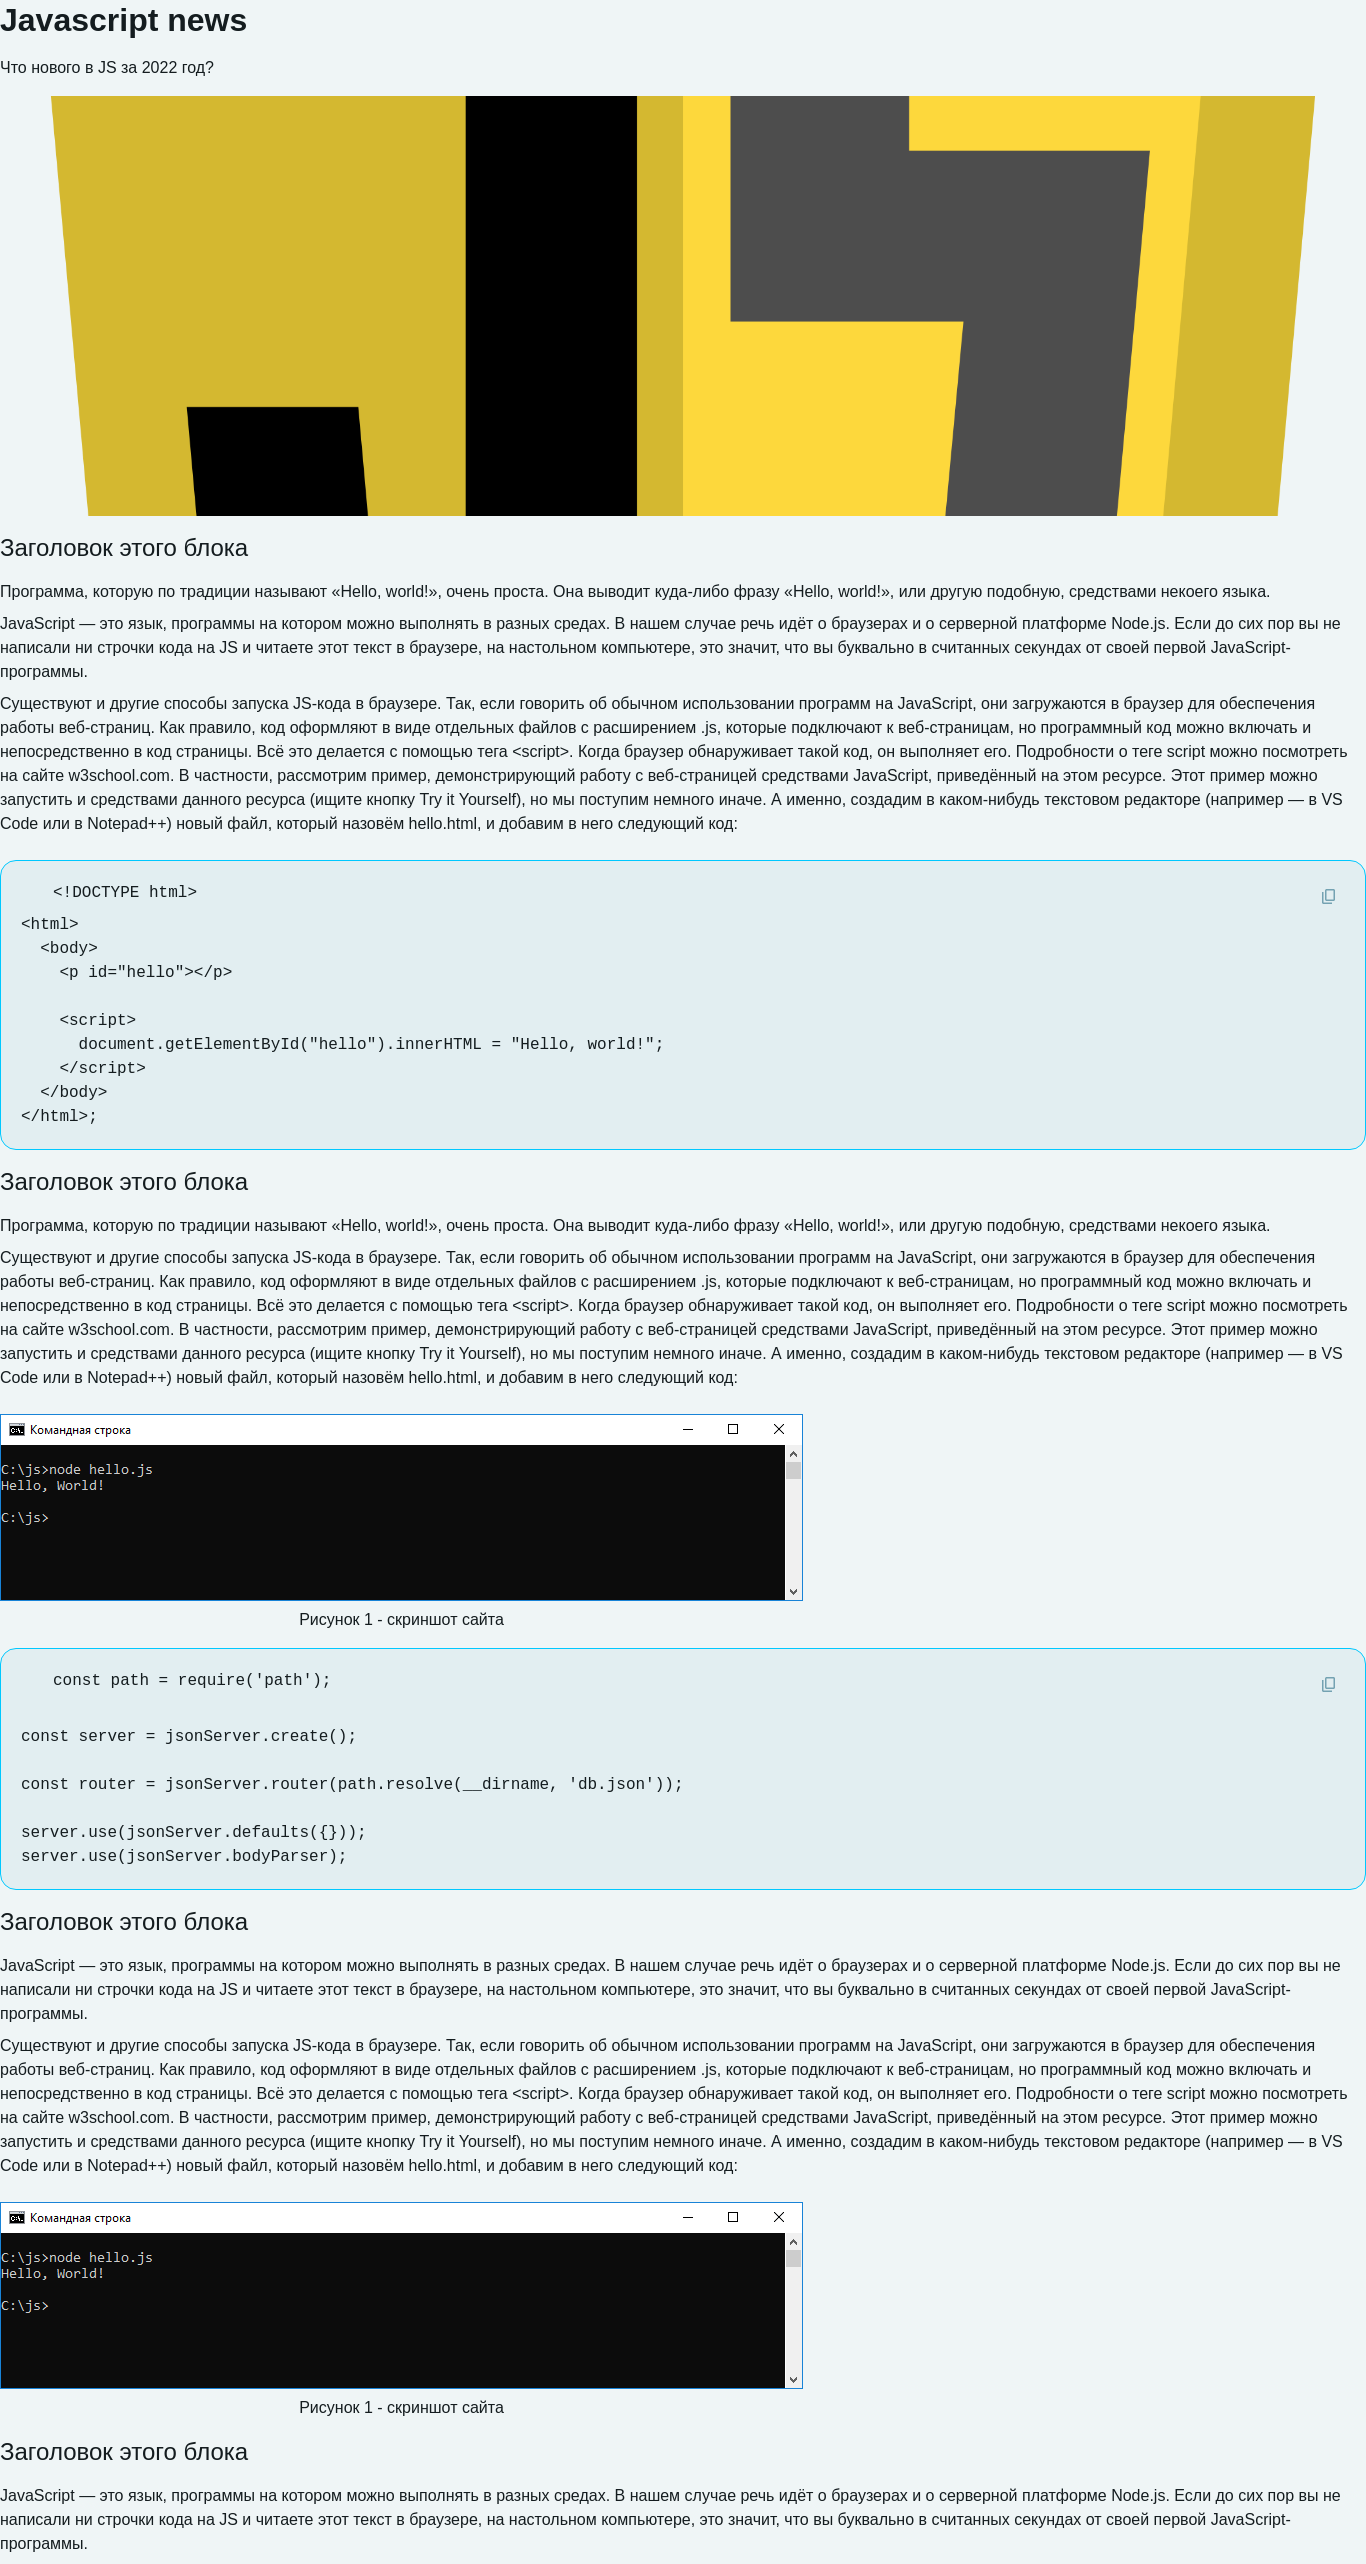 Javascript news
Что нового в JS за 2022 год?
Заголовок этого блока
Программа, которую по традиции называют «Hello, world!», очень проста. Она выводит куда-либо фразу «Hello, world!», или другую подобную, средствами некоего языка.
JavaScript — это язык, программы на котором можно выполнять в разных средах. В нашем случае речь идёт о браузерах и о серверной платформе Node.js. Если до сих пор вы не
написали ни строчки кода на JS и читаете этот текст в браузере, на настольном компьютере, это значит, что вы буквально в считанных секундах от своей первой JavaScript-
программы.
Существуют и другие способы запуска JS-кода в браузере. Так, если говорить об обычном использовании программ на JavaScript, они загружаются в браузер для обеспечения
работы веб-страниц. Как правило, код оформляют в виде отдельных файлов с расширением .js, которые подключают к веб-страницам, но программный код можно включать и
непосредственно в код страницы. Всё это делается с помощью тега <script>. Когда браузер обнаруживает такой код, он выполняет его. Подробности о теге script можно посмотреть
на сайте w3school.com. В частности, рассмотрим пример, демонстрирующий работу с веб-страницей средствами JavaScript, приведённый на этом ресурсе. Этот пример можно
запустить и средствами данного ресурса (ищите кнопку Try it Yourself), но мы поступим немного иначе. А именно, создадим в каком-нибудь текстовом редакторе (например — в VS
Code или в Notepad++) новый файл, который назовём hello.html, и добавим в него следующий код:
<!DOCTYPE html>
<html>
<body>
<p id="hello"></p>
<script>
document.getElementById("hello").innerHTML = "Hello, world!";
</script>
</body>
</html>;
Заголовок этого блока
Программа, которую по традиции называют «Hello, world!», очень проста. Она выводит куда-либо фразу «Hello, world!», или другую подобную, средствами некоего языка.
Существуют и другие способы запуска JS-кода в браузере. Так, если говорить об обычном использовании программ на JavaScript, они загружаются в браузер для обеспечения
работы веб-страниц. Как правило, код оформляют в виде отдельных файлов с расширением .js, которые подключают к веб-страницам, но программный код можно включать и
непосредственно в код страницы. Всё это делается с помощью тега <script>. Когда браузер обнаруживает такой код, он выполняет его. Подробности о теге script можно посмотреть
на сайте w3school.com. В частности, рассмотрим пример, демонстрирующий работу с веб-страницей средствами JavaScript, приведённый на этом ресурсе. Этот пример можно
запустить и средствами данного ресурса (ищите кнопку Try it Yourself), но мы поступим немного иначе. А именно, создадим в каком-нибудь текстовом редакторе (например — в VS
Code или в Notepad++) новый файл, который назовём hello.html, и добавим в него следующий код:
Командная строка
C:\js>node hello.js
Hello, World!
C:\js>
Рисунок 1 - скриншот сайта
const path = require('path');
const server = jsonServer.create();
const router = jsonServer.router(path.resolve(__dirname, 'db.json'));
server.use(jsonServer.defaults({}));
server.use(jsonServer.bodyParser);
Заголовок этого блока
JavaScript — это язык, программы на котором можно выполнять в разных средах. В нашем случае речь идёт о браузерах и о серверной платформе Node.js. Если до сих пор вы не
написали ни строчки кода на JS и читаете этот текст в браузере, на настольном компьютере, это значит, что вы буквально в считанных секундах от своей первой JavaScript-
программы.
Существуют и другие способы запуска JS-кода в браузере. Так, если говорить об обычном использовании программ на JavaScript, они загружаются в браузер для обеспечения
работы веб-страниц. Как правило, код оформляют в виде отдельных файлов с расширением .js, которые подключают к веб-страницам, но программный код можно включать и
непосредственно в код страницы. Всё это делается с помощью тега <script>. Когда браузер обнаруживает такой код, он выполняет его. Подробности о теге script можно посмотреть
на сайте w3school.com. В частности, рассмотрим пример, демонстрирующий работу с веб-страницей средствами JavaScript, приведённый на этом ресурсе. Этот пример можно
запустить и средствами данного ресурса (ищите кнопку Try it Yourself), но мы поступим немного иначе. А именно, создадим в каком-нибудь текстовом редакторе (например — в VS
Code или в Notepad++) новый файл, который назовём hello.html, и добавим в него следующий код:
Командная строка
C:\js>node hello.js
Hello, World!
C:\js>
Рисунок 1 - скриншот сайта
Заголовок этого блока
JavaScript — это язык, программы на котором можно выполнять в разных средах. В нашем случае речь идёт о браузерах и о серверной платформе Node.js. Если до сих пор вы не
написали ни строчки кода на JS и читаете этот текст в браузере, на настольном компьютере, это значит, что вы буквально в считанных секундах от своей первой JavaScript-
программы.